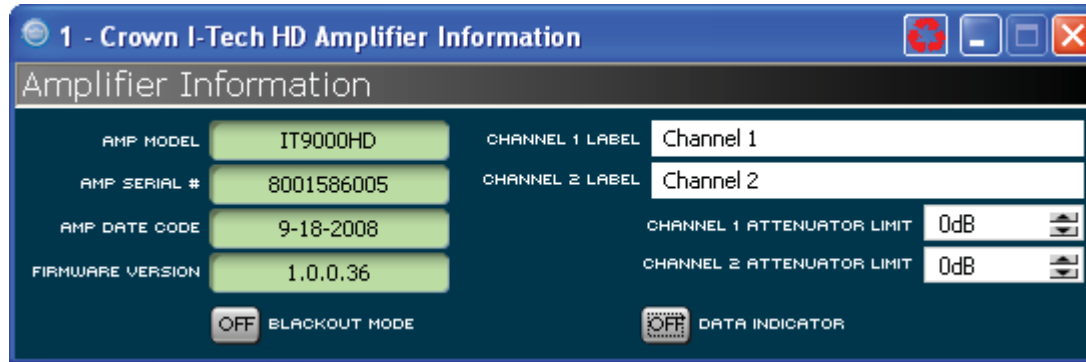 1 - Crown I-Tech HD Amplifier Information
Amplifier Information
AMP MODEL IT9000HD
AMP SERIAL # 8001586005
AMP DATE CODE 9-18-2008
FIRMWARE VERSION 1.0.0.36
OFF BLACKOUT MODE
CHANNEL 1 LABEL Channel 1
CHANNEL 2 LABEL Channel 2
CHANNEL 1 ATTENUATOR LIMIT 0dB
CHANNEL 2 ATTENUATOR LIMIT 0dB
OFF DATA INDICATOR